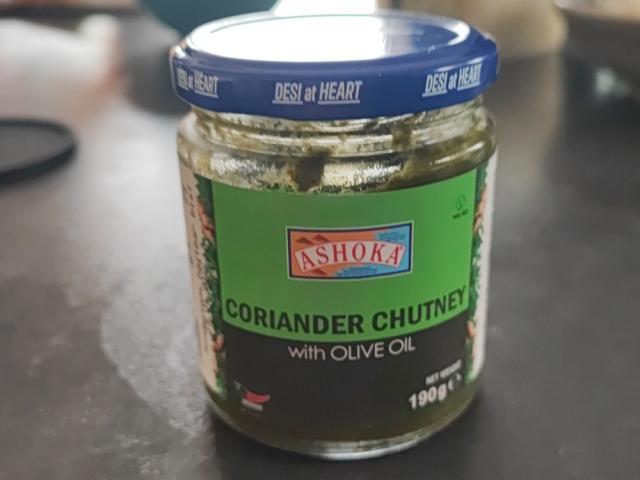 DESI at HEART
DESI at HEART
DESI at HEART
ASHOKA
CORIANDER CHUTNEY
with OLIVE OIL
190g